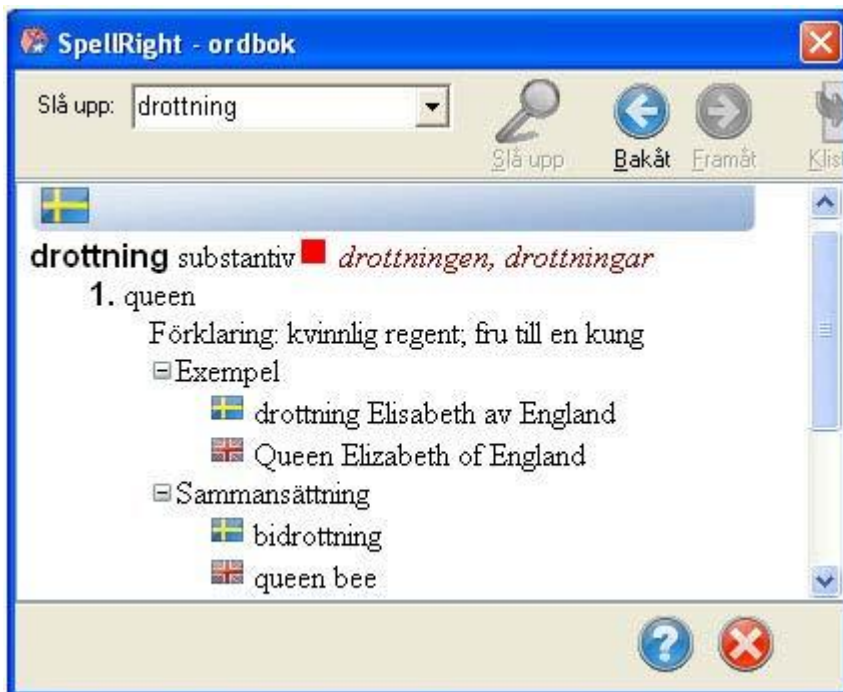 SpellRight - ordbok
Slå upp: drottning
Slå upp Bakåt Framåt
drottning substantiv drottningen, drottningar
1. queen
Förklaring: kvinnlig regent; fru till en kung
Exempel
drottning Elisabeth av England
Queen Elizabeth of England
Sammansättning
bidrottning
queen bee